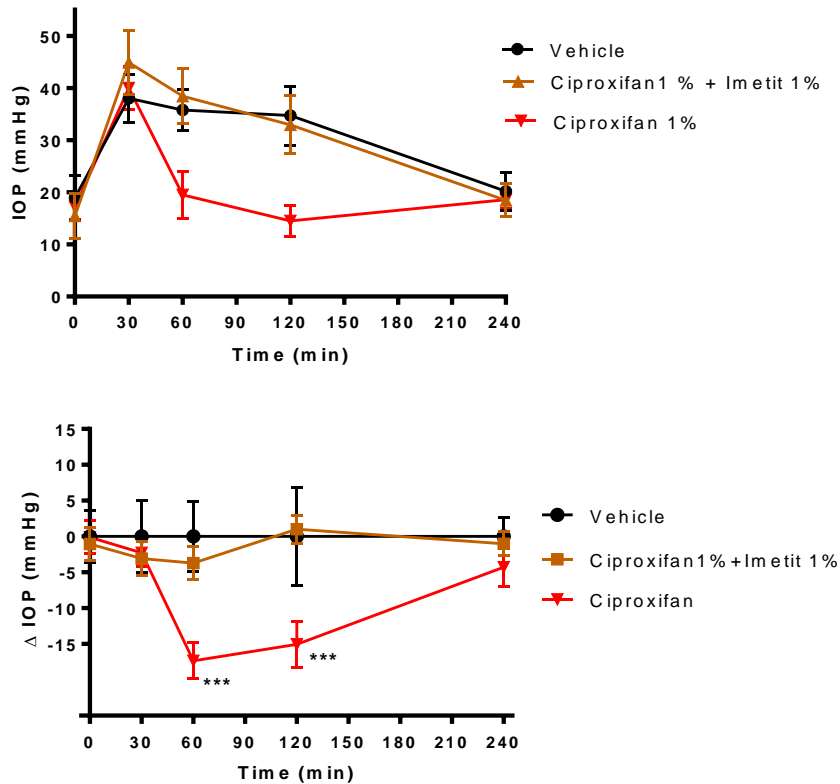 50
40
30
20
10
0
IOP (mmHg)
0 30 60 90 120 150 180 210 240
Time (min)
Vehicle
Ciproxifan1 % + Imetit 1%
Ciproxifan 1%
15
10
5
0
-5
-10
-15
Δ IOP (mmHg)
***
***
0 30 60 90 120 150 180 210 240
Time (min)
Vehicle
Ciproxifan1%+Imetit 1%
Ciproxifan